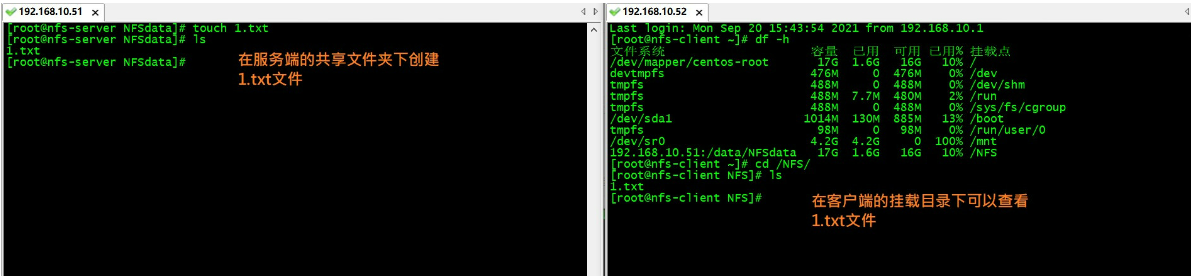 192.168.10.51
[root@nfs-server NFSdata]# touch 1.txt
[root@nfs-server NFSdata]# ls
1.txt
[root@nfs-server NFSdata]#
在服务端的共享文件夹下创建
1.txt文件
192.168.10.52
Last login: Mon Sep 20 15:43:54 2021 from 192.168.10.1
[root@nfs-client ~]# df -h
文件系统 容量 已用 可用 已用% 挂载点
/dev/mapper/centos-root 17G 1.6G 16G 10% /
devtmpfs 476M 0 476M 0% /dev
tmpfs 488M 0 488M 0% /dev/shm
tmpfs 488M 7.7M 480M 2% /run
tmpfs 488M 0 488M 0% /sys/fs/cgroup
/dev/sda1 1014M 130M 885M 13% /boot
tmpfs 98M 0 98M 0% /run/user/0
/dev/sr0 4.2G 4.2G 0 100% /mnt
192.168.10.51:/data/NFSdata 17G 1.6G 16G 10% /NFS
[root@nfs-client ~]# cd /NFS/
[root@nfs-client NFS]# ls
1.txt
[root@nfs-client NFS]#
在客户端的挂载目录下可以查看
1.txt文件